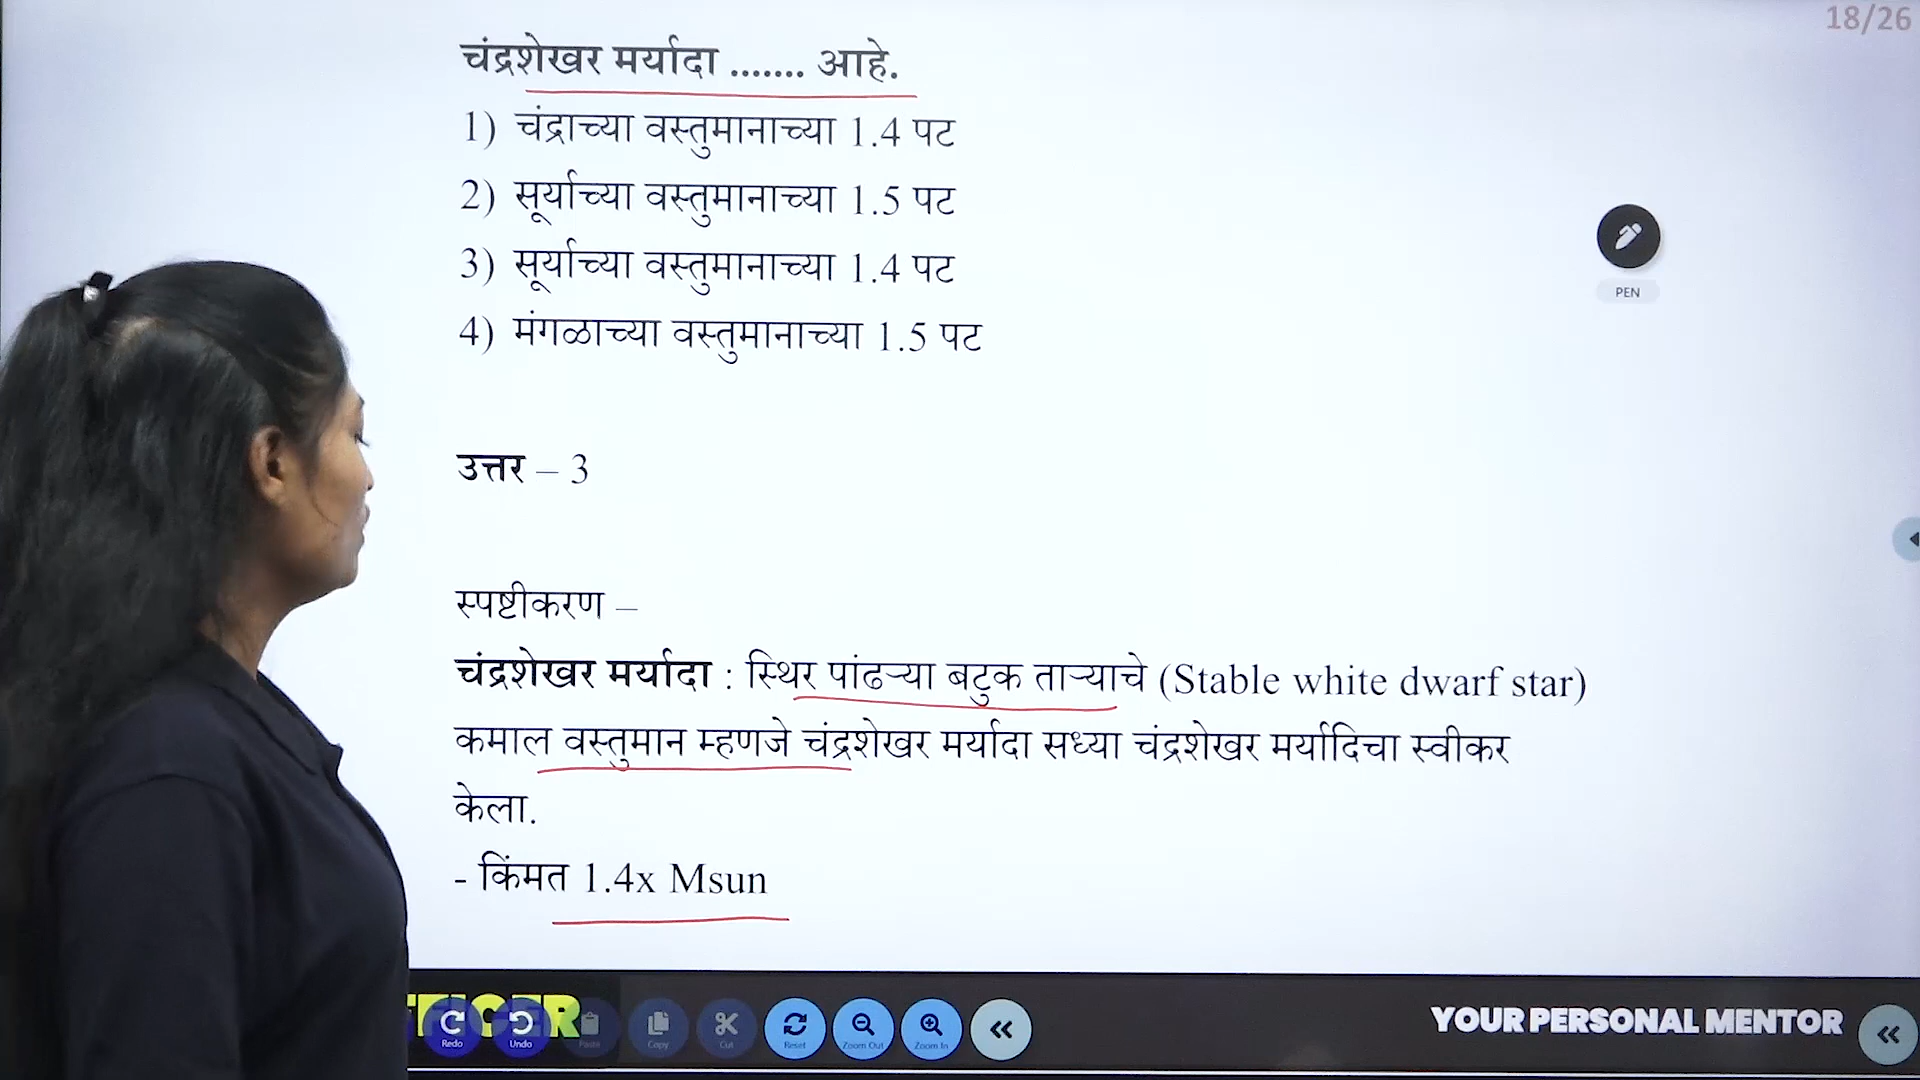 18/26
चंद्रशेखर मर्यादा ....... आहे.
1) चंद्राच्या वस्तुमानाच्या 1.4 पट
2) सूर्याच्या वस्तुमानाच्या 1.5 पट
3) सूर्याच्या वस्तुमानाच्या 1.4 पट
4) मंगळाच्या वस्तुमानाच्या 1.5 पट
PEN
उत्तर – 3
स्पष्टीकरण –
चंद्रशेखर मर्यादा : स्थिर पांढऱ्या बटुक ताऱ्याचे (Stable white dwarf star)
कमाल वस्तुमान म्हणजे चंद्रशेखर मर्यादा सध्या चंद्रशेखर मर्यादिचा स्वीकर
केला.
- किंमत 1.4x Msun
YOUR PERSONAL MENTOR
Redo Undo Paste Copy Cut Reset Zoom Out Zoom In